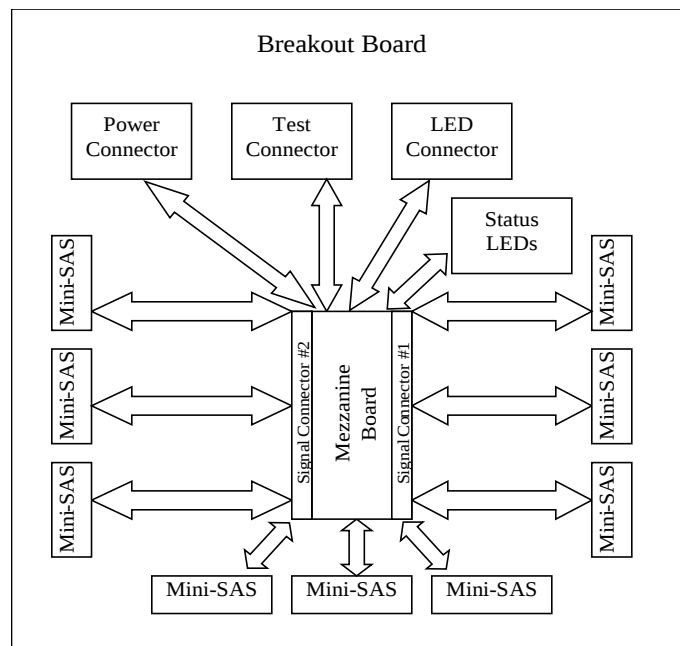 Breakout Board
Power
Connector
Test
Connector
LED
Connector
Status
LEDs
Mini-SAS
Mini-SAS
Mini-SAS
Signal Connector #2
Mezzanine
Board
Signal Connector #1
Mini-SAS
Mini-SAS
Mini-SAS
Mini-SAS
Mini-SAS
Mini-SAS